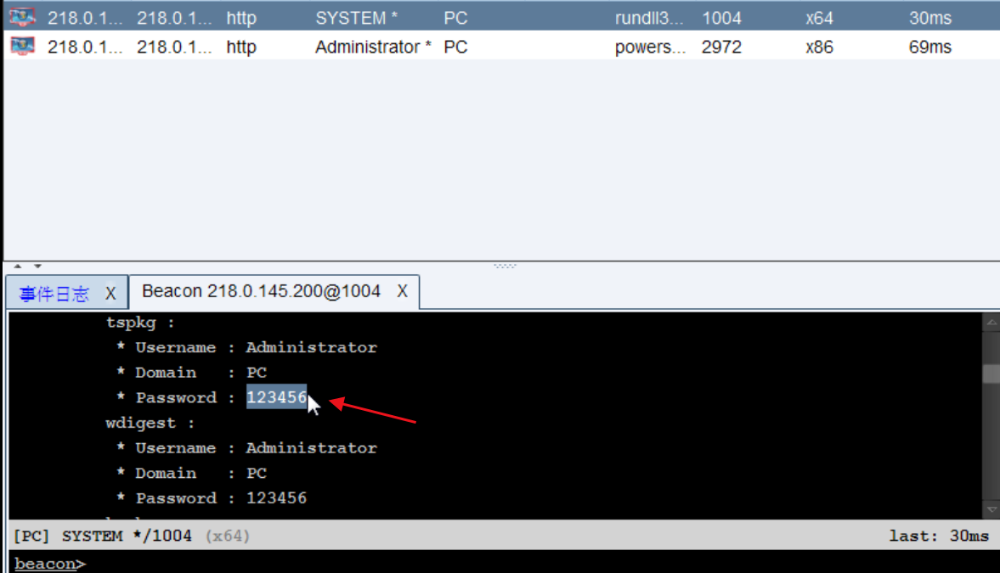 218.0.1... 218.0.1... http SYSTEM * PC rundll3... 1004 x64 30ms
218.0.1... 218.0.1... http Administrator * PC powers... 2972 x86 69ms
事件日志 X Beacon 218.0.145.200@1004 X
tspkg :
* Username : Administrator
* Domain : PC
* Password : 123456
wdigest :
* Username : Administrator
* Domain : PC
* Password : 123456
[PC] SYSTEM */1004 (x64) last: 30ms
beacon>